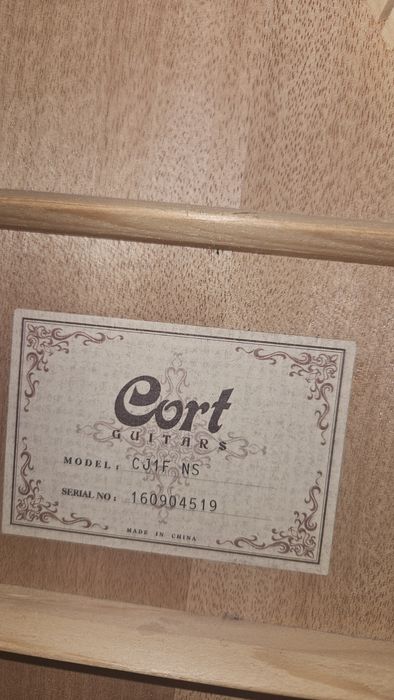 Cort
GUITARS
MODEL: CJ1F NS
SERIAL NO: 160904519
MADE IN CHINA